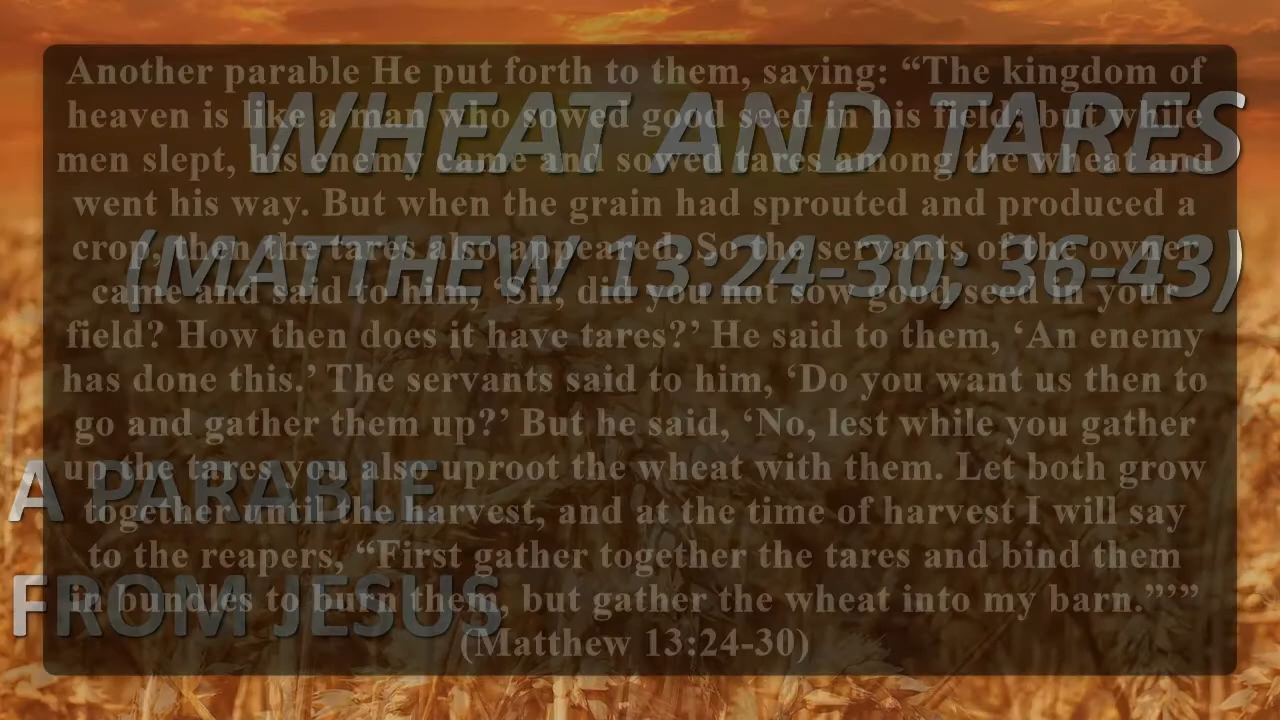 Another parable He put forth to them, saying: “The kingdom of
heaven is like a man who sowed good seed in his field; but while
men slept, his enemy came and sowed tares among the wheat and
went his way. But when the grain had sprouted and produced a
crop, then the tares also appeared. So the servants of the owner
came and said to him, ‘Sir, did you not sow good seed in your
field? How then does it have tares?’ He said to them, ‘An enemy
has done this.’ The servants said to him, ‘Do you want us then to
go and gather them up?’ But he said, ‘No, lest while you gather
up the tares you also uproot the wheat with them. Let both grow
together until the harvest, and at the time of harvest I will say
to the reapers, “First gather together the tares and bind them
in bundles to burn them, but gather the wheat into my barn.”’”
(Matthew 13:24-30)
WHEAT AND TARES
(MATTHEW 13:24-30; 36-43)
A PARABLE
FROM JESUS